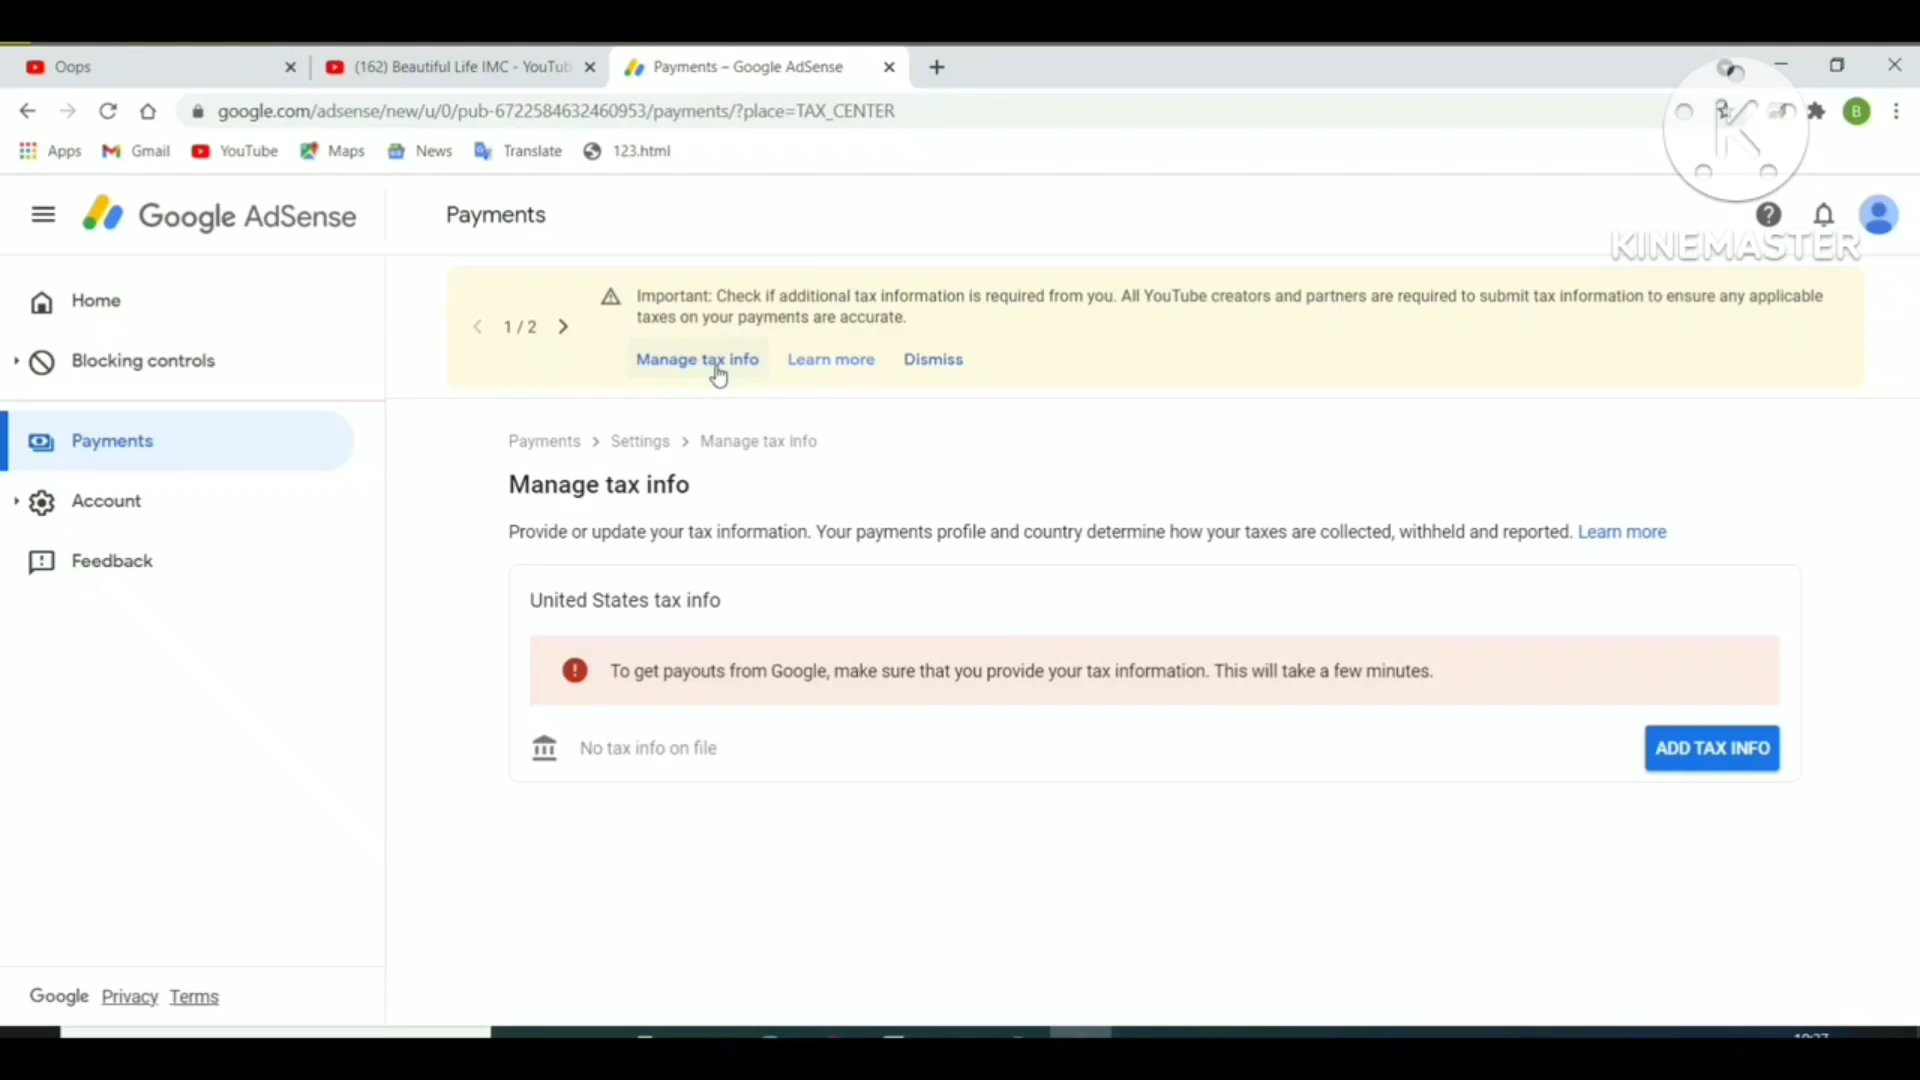 Oops
(162) Beautiful Life IMC - YouTub
Payments – Google AdSense
google.com/adsense/new/u/0/pub-6722584632460953/payments/?place=TAX_CENTER
B
Apps
Gmail
YouTube
Maps
News
Translate
123.html
K
KINEMASTER
Google AdSense
Payments
Home
Blocking controls
Payments
Account
Feedback
1 / 2
Important: Check if additional tax information is required from you. All YouTube creators and partners are required to submit tax information to ensure any applicable
taxes on your payments are accurate.
Manage tax info
Learn more
Dismiss
Payments > Settings > Manage tax info
Manage tax info
Provide or update your tax information. Your payments profile and country determine how your taxes are collected, withheld and reported. Learn more
United States tax info
To get payouts from Google, make sure that you provide your tax information. This will take a few minutes.
No tax info on file
ADD TAX INFO
Google Privacy Terms